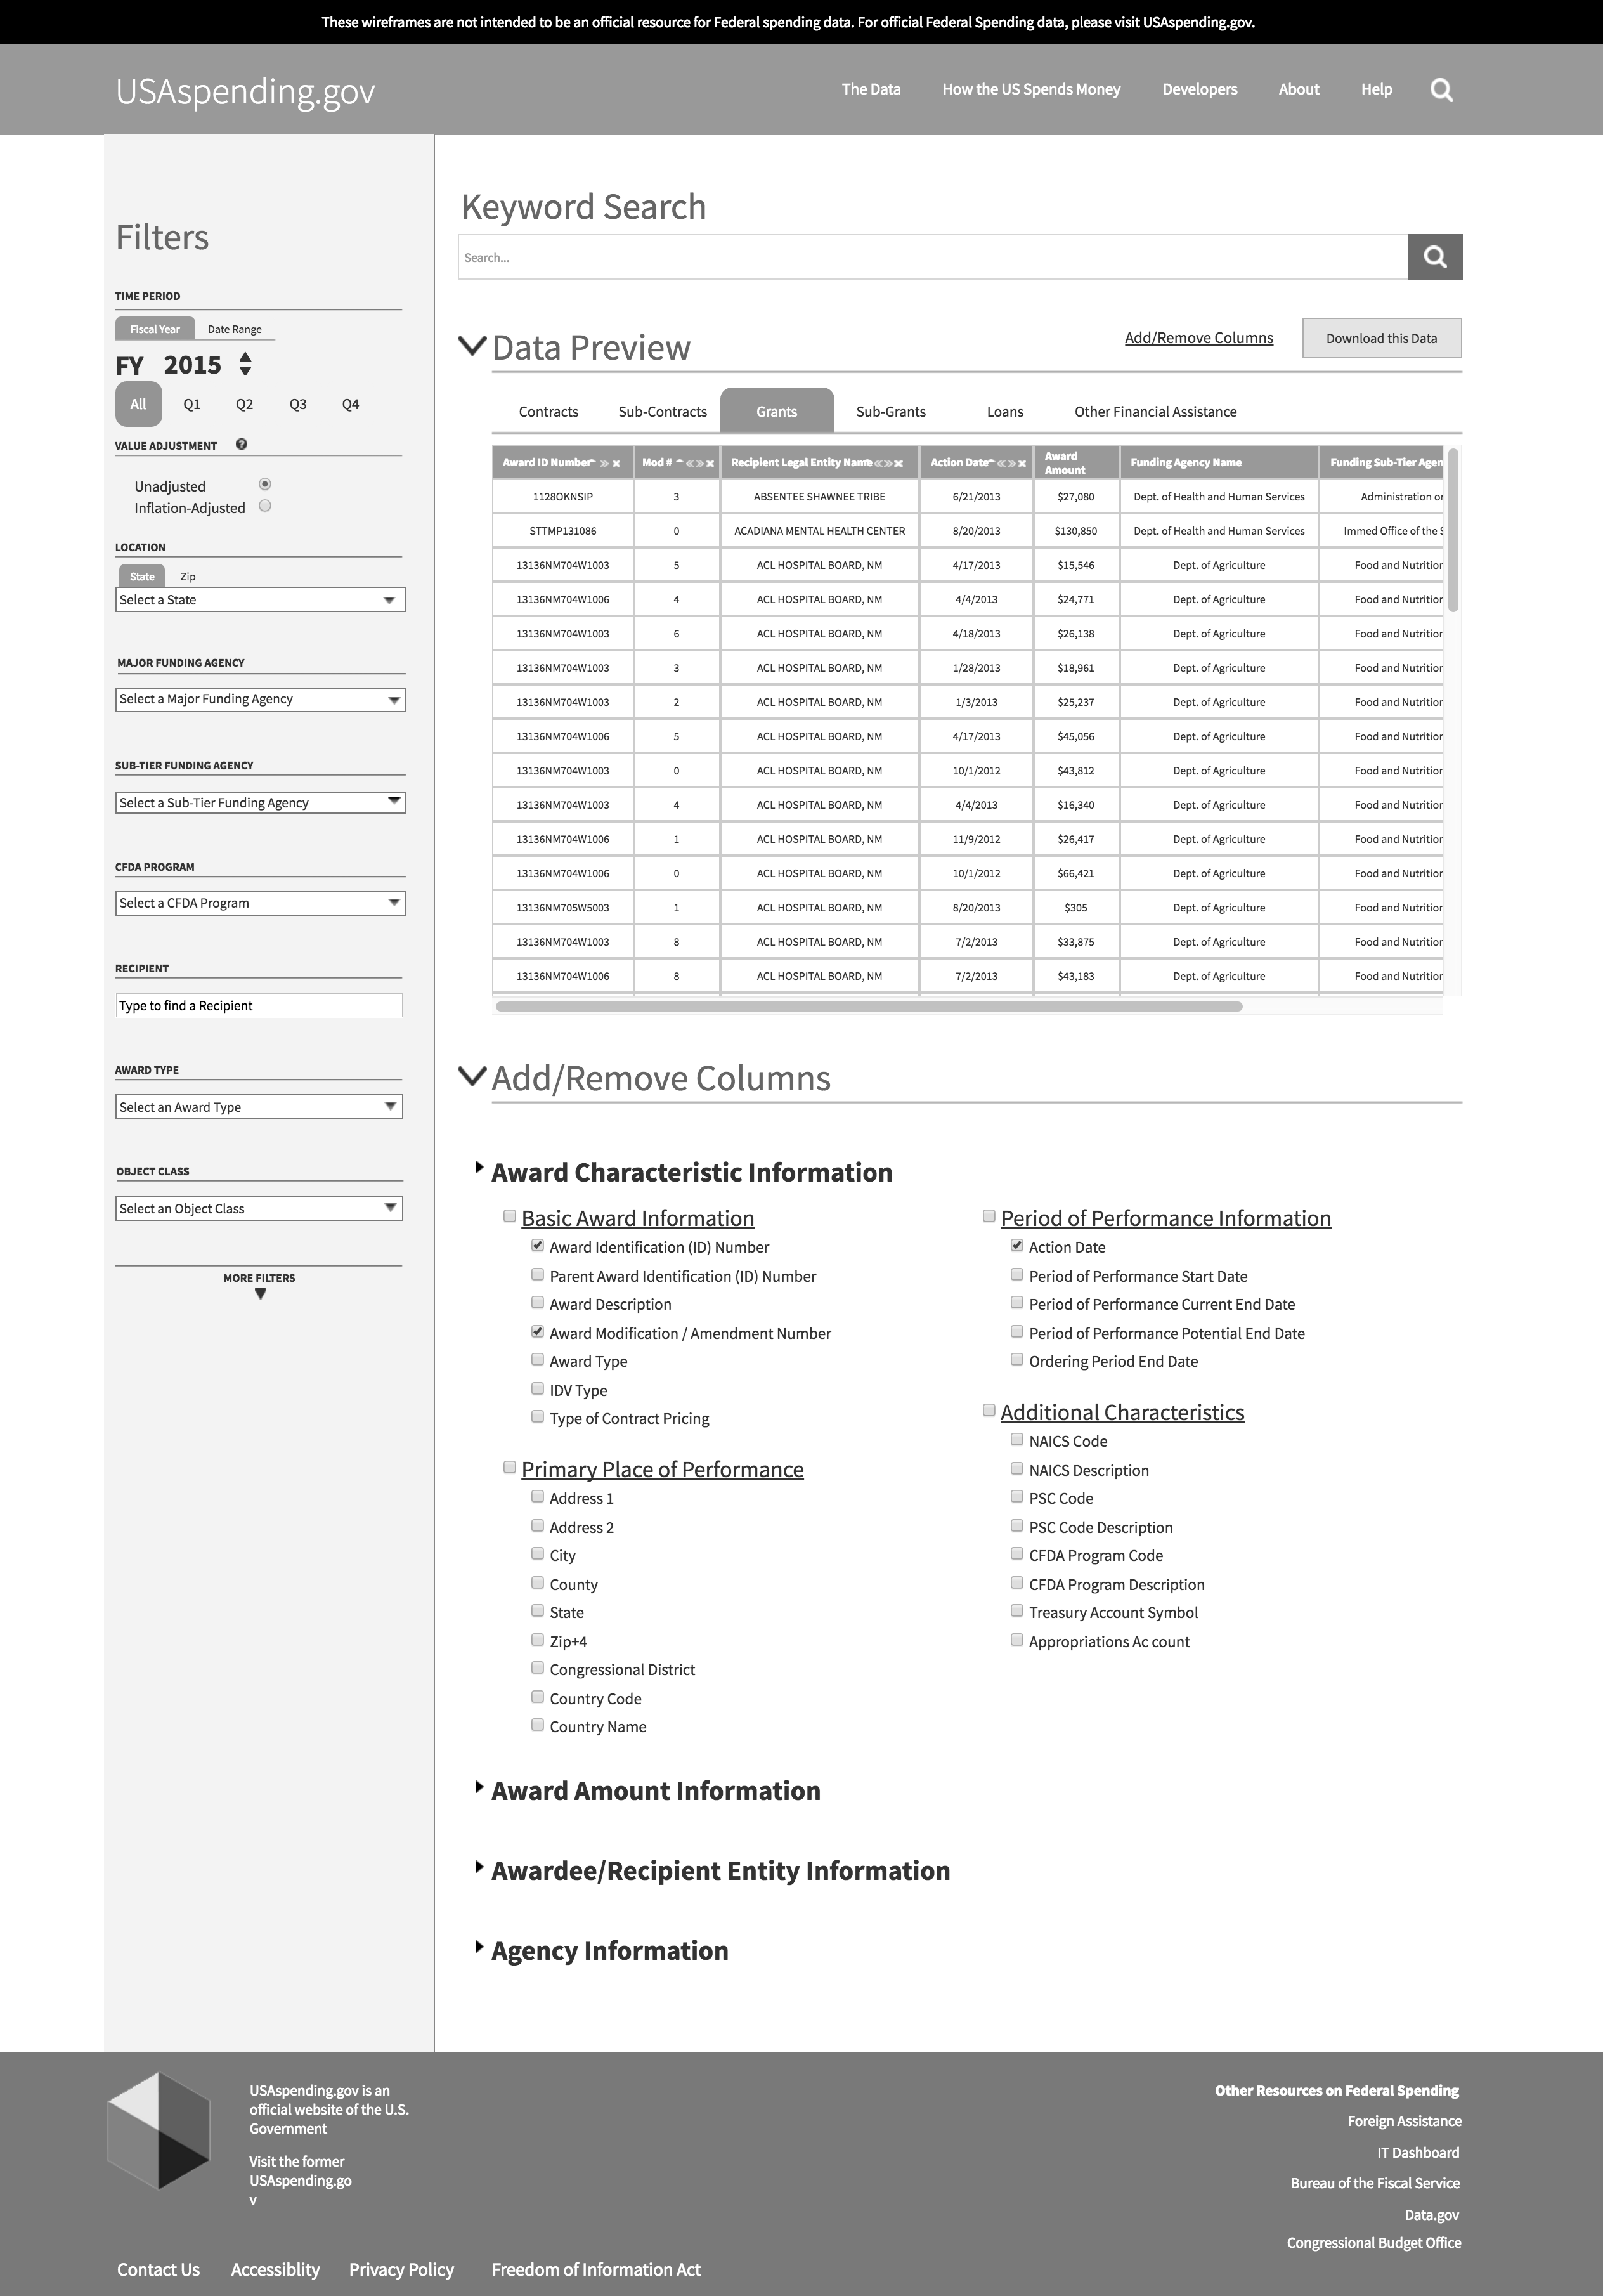 These wireframes are not intended to be an official resource for Federal spending data. For official Federal Spending data, please visit USAspending.gov.
USAspending.gov
The Data How the US Spends Money Developers About Help
Filters
TIME PERIOD
Fiscal Year Date Range
FY 2015
All Q1 Q2 Q3 Q4
VALUE ADJUSTMENT ?
Unadjusted
Inflation-Adjusted
LOCATION
State Zip
Select a State
MAJOR FUNDING AGENCY
Select a Major Funding Agency
SUB-TIER FUNDING AGENCY
Select a Sub-Tier Funding Agency
CFDA PROGRAM
Select a CFDA Program
RECIPIENT
Type to find a Recipient
AWARD TYPE
Select an Award Type
OBJECT CLASS
Select an Object Class
MORE FILTERS
Keyword Search
Search...
Data Preview
Add/Remove Columns Download this Data
Contracts Sub-Contracts Grants Sub-Grants Loans Other Financial Assistance
Award ID Number Mod # Recipient Legal Entity Name Action Date Award Amount Funding Agency Name Funding Sub-Tier Agen
1128OKNSIP 3 ABSENTEE SHAWNEE TRIBE 6/21/2013 $27,080 Dept. of Health and Human Services Administration or
STTMP131086 0 ACADIANA MENTAL HEALTH CENTER 8/20/2013 $130,850 Dept. of Health and Human Services Immed Office of the S
13136NM704W1003 5 ACL HOSPITAL BOARD, NM 4/17/2013 $15,546 Dept. of Agriculture Food and Nutrition
13136NM704W1006 4 ACL HOSPITAL BOARD, NM 4/4/2013 $24,771 Dept. of Agriculture Food and Nutrition
13136NM704W1003 6 ACL HOSPITAL BOARD, NM 4/18/2013 $26,138 Dept. of Agriculture Food and Nutrition
13136NM704W1003 3 ACL HOSPITAL BOARD, NM 1/28/2013 $18,961 Dept. of Agriculture Food and Nutrition
13136NM704W1003 2 ACL HOSPITAL BOARD, NM 1/3/2013 $25,237 Dept. of Agriculture Food and Nutrition
13136NM704W1006 5 ACL HOSPITAL BOARD, NM 4/17/2013 $45,056 Dept. of Agriculture Food and Nutrition
13136NM704W1003 0 ACL HOSPITAL BOARD, NM 10/1/2012 $43,812 Dept. of Agriculture Food and Nutrition
13136NM704W1003 4 ACL HOSPITAL BOARD, NM 4/4/2013 $16,340 Dept. of Agriculture Food and Nutrition
13136NM704W1006 1 ACL HOSPITAL BOARD, NM 11/9/2012 $26,417 Dept. of Agriculture Food and Nutrition
13136NM704W1006 0 ACL HOSPITAL BOARD, NM 10/1/2012 $66,421 Dept. of Agriculture Food and Nutrition
13136NM705W5003 1 ACL HOSPITAL BOARD, NM 8/20/2013 $305 Dept. of Agriculture Food and Nutrition
13136NM704W1003 8 ACL HOSPITAL BOARD, NM 7/2/2013 $33,875 Dept. of Agriculture Food and Nutrition
13136NM704W1006 8 ACL HOSPITAL BOARD, NM 7/2/2013 $43,183 Dept. of Agriculture Food and Nutrition
Add/Remove Columns
Award Characteristic Information
Basic Award Information
Award Identification (ID) Number
Parent Award Identification (ID) Number
Award Description
Award Modification / Amendment Number
Award Type
IDV Type
Type of Contract Pricing
Primary Place of Performance
Address 1
Address 2
City
County
State
Zip+4
Congressional District
Country Code
Country Name
Period of Performance Information
Action Date
Period of Performance Start Date
Period of Performance Current End Date
Period of Performance Potential End Date
Ordering Period End Date
Additional Characteristics
NAICS Code
NAICS Description
PSC Code
PSC Code Description
CFDA Program Code
CFDA Program Description
Treasury Account Symbol
Appropriations Ac count
Award Amount Information
Awardee/Recipient Entity Information
Agency Information
USAspending.gov is an
official website of the U.S.
Government
Visit the former
USAspending.go
v
Other Resources on Federal Spending
Foreign Assistance
IT Dashboard
Bureau of the Fiscal Service
Data.gov
Congressional Budget Office
Contact Us Accessiblity Privacy Policy Freedom of Information Act